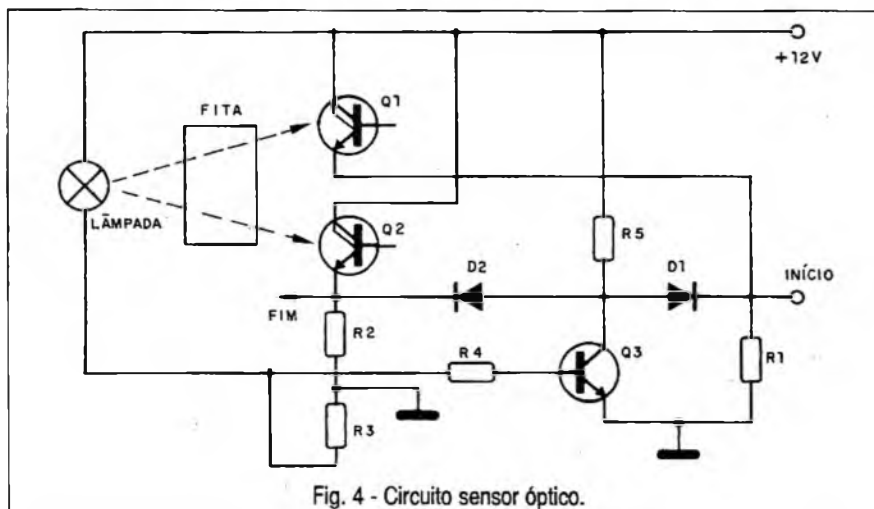 +12V
FITA
Q1
LÂMPADA
Q2
R5
D2
D1
INÍCIO
FIM
R2
R4
Q3
R1
R3
Fig. 4 - Circuito sensor óptico.